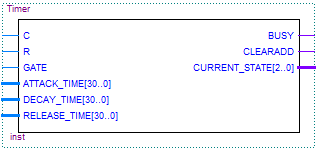 Timer
C
R
GATE
ATTACK_TIME[30..0]
DECAY_TIME[30..0]
RELEASE_TIME[30..0]
BUSY
CLEARADD
CURRENT_STATE[2..0]
inst